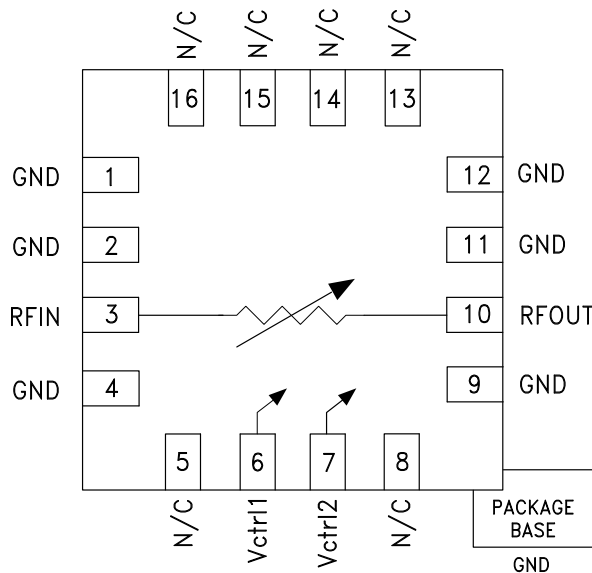 N/C N/C N/C N/C
16 15 14 13
GND 1 12 GND
GND 2 11 GND
RFIN 3 10 RFOUT
GND 4 9 GND
5 6 7 8
N/C Vctrl1 Vctrl2 N/C
PACKAGE
BASE
GND